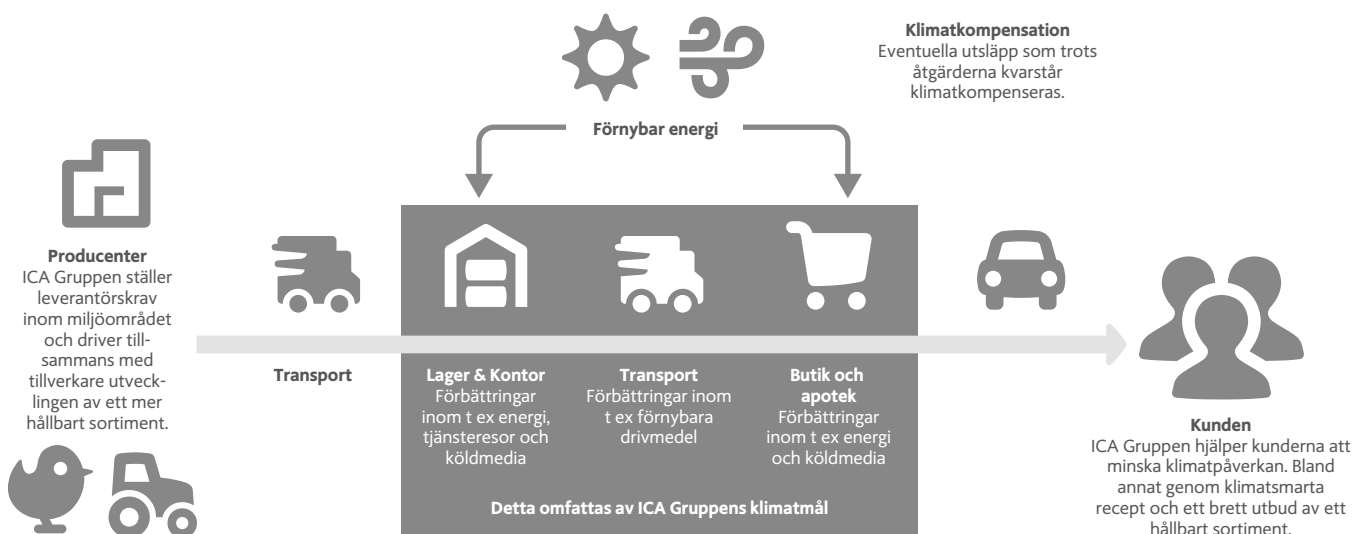 Klimatkompensation
Eventuella utsläpp som trots
åtgärderna kvarstår
klimatkompenseras.
Förnybar energi
Producenter
ICA Gruppen ställer
leverantörskrav
inom miljöområdet
och driver till-
sammans med
tillverkare utveck-
lingen av ett mer
hållbart sortiment.
Transport
Lager & Kontor
Förbättringar
inom t ex energi,
tjänsteresor och
köldmedia
Transport
Förbättringar inom
t ex förnybara
drivmedel
Butik och
apotek
Förbättringar
inom t ex energi
och köldmedia
Detta omfattas av ICA Gruppens klimatmål
Kunden
ICA Gruppen hjälper kunderna att
minska klimatpåverkan. Bland
annat genom klimatsmarta
recept och ett brett utbud av ett
hållbart sortiment.